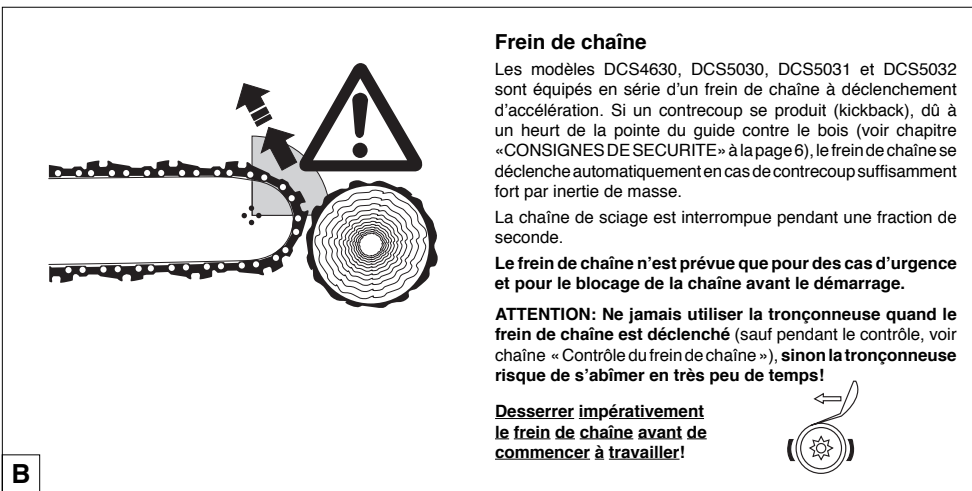 Frein de chaîne
Les modèles DCS4630, DCS5030, DCS5031 et DCS5032
sont équipés en série d’un frein de chaîne à déclenchement
d’accélération. Si un contrecoup se produit (kickback), dû à
un heurt de la pointe du guide contre le bois (voir chapitre
«CONSIGNES DE SECURITE» à la page 6), le frein de chaîne se
déclenche automatiquement en cas de contrecoup suffisamment
fort par inertie de masse.
La chaîne de sciage est interrompue pendant une fraction de
seconde.
Le frein de chaîne n’est prévue que pour des cas d’urgence
et pour le blocage de la chaîne avant le démarrage.
ATTENTION: Ne jamais utiliser la tronçonneuse quand le
frein de chaîne est déclenché (sauf pendant le contrôle, voir
chaîne « Contrôle du frein de chaîne »), sinon la tronçonneuse
risque de s’abîmer en très peu de temps!
Desserrer impérativement
le frein de chaîne avant de
commencer à travailler!
B